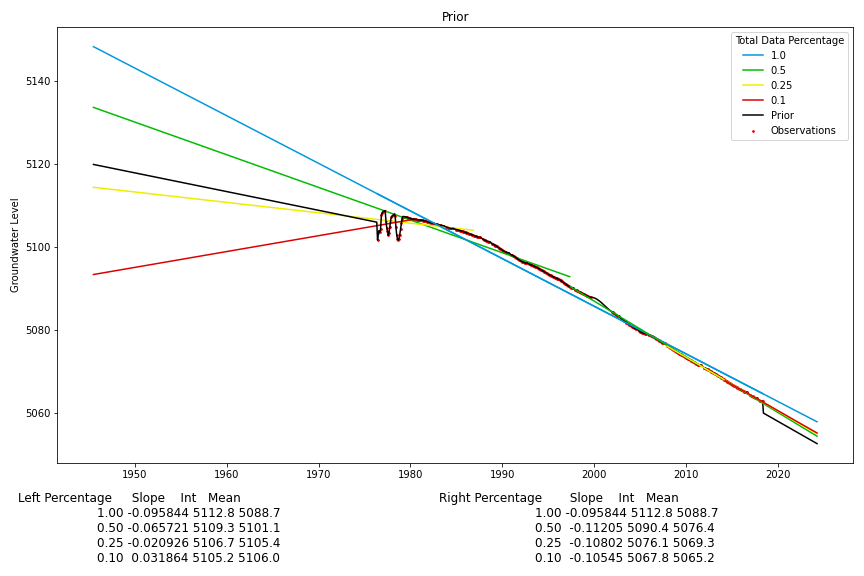 Prior
Total Data Percentage
1.0
0.5
0.25
0.1
Prior
Observations
Groundwater Level
5140
5120
5100
5080
5060
1950 1960 1970 1980 1990 2000 2010 2020
Left Percentage Slope Int Mean
1.00 -0.095844 5112.8 5088.7
0.50 -0.065721 5109.3 5101.1
0.25 -0.020926 5106.7 5105.4
0.10 0.031864 5105.2 5106.0
Right Percentage Slope Int Mean
1.00 -0.095844 5112.8 5088.7
0.50 -0.11205 5090.4 5076.4
0.25 -0.10802 5076.1 5069.3
0.10 -0.10545 5067.8 5065.2